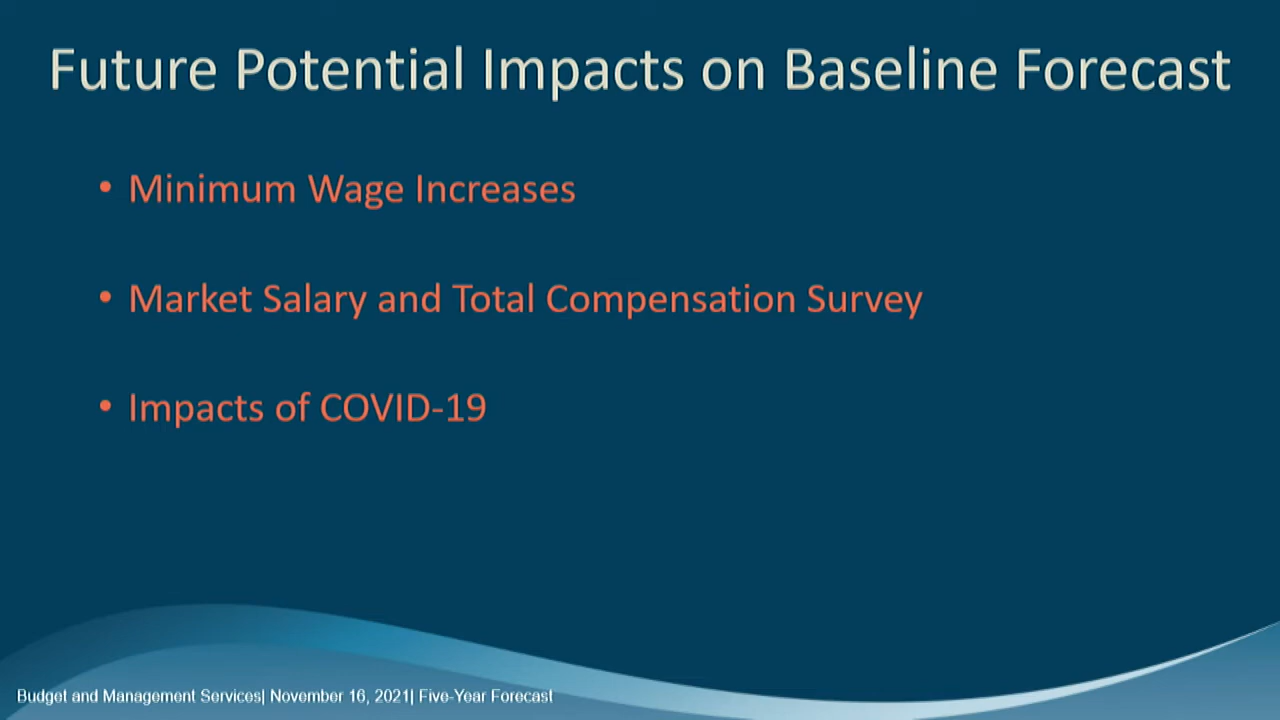 Future Potential Impacts on Baseline Forecast
• Minimum Wage Increases
• Market Salary and Total Compensation Survey
• Impacts of COVID-19
Budget and Management Services| November 16, 2021| Five-Year Forecast